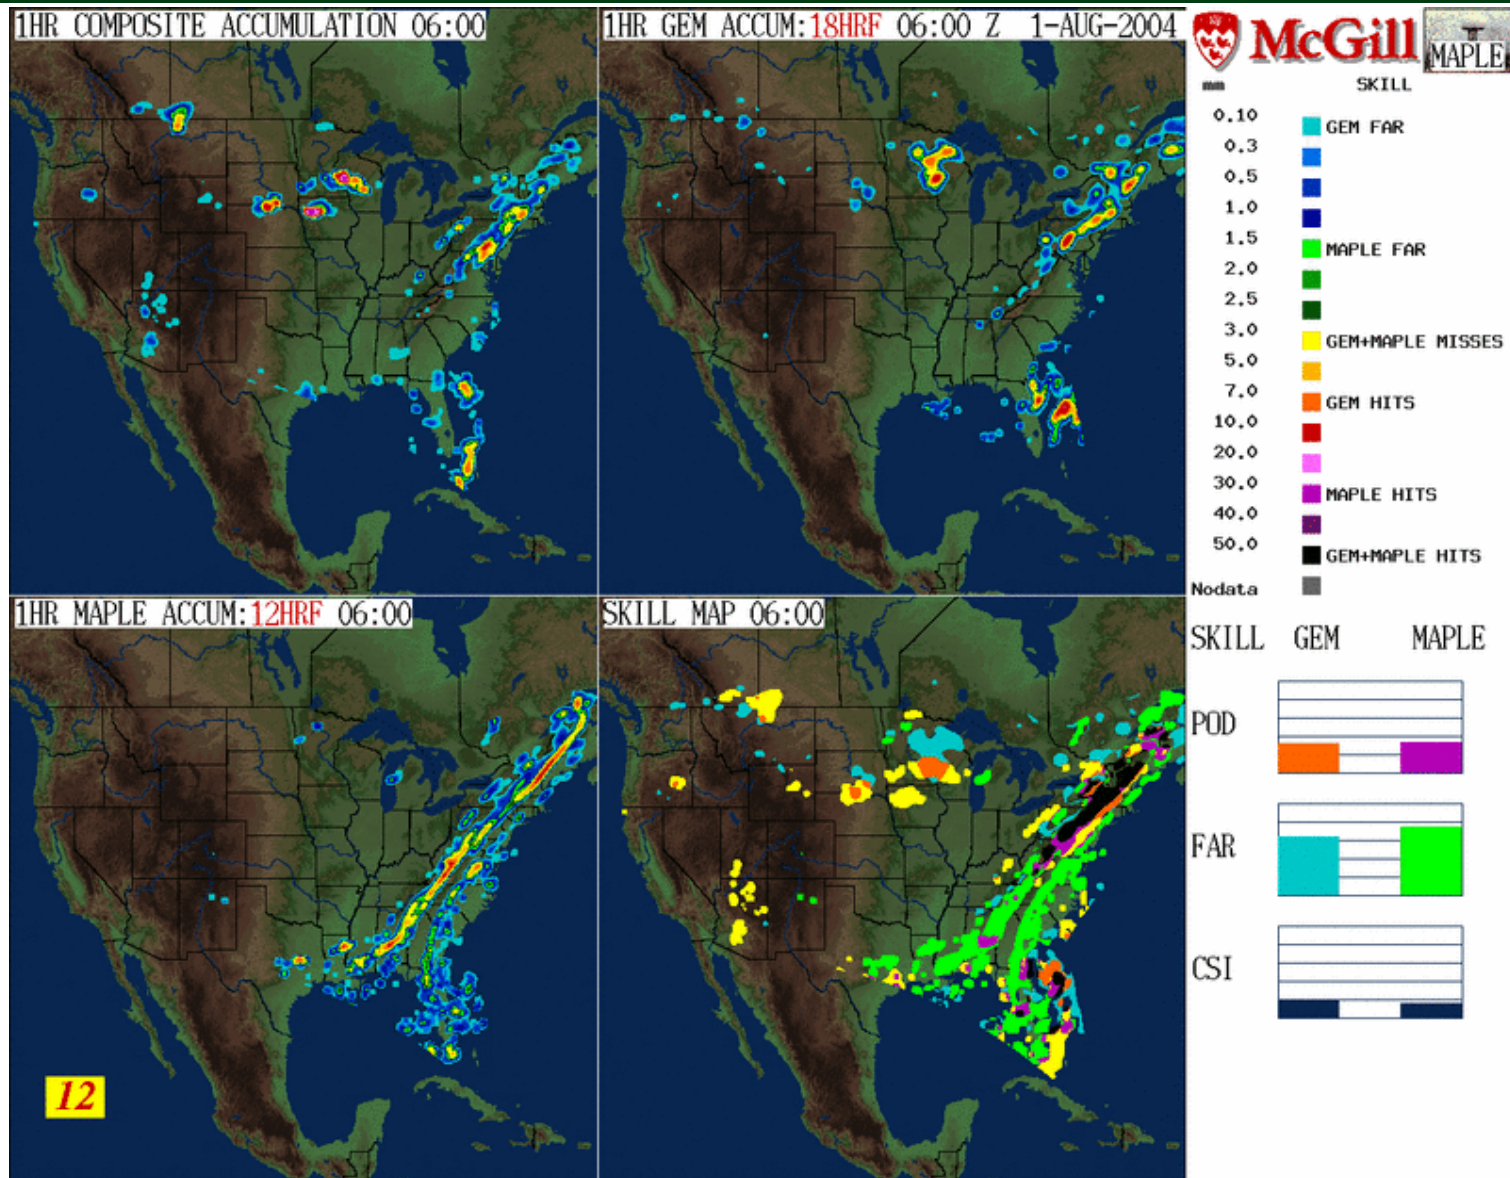 1HR COMPOSITE ACCUMULATION 06:00
1HR GEM ACCUM:18HRF 06:00 Z 1-AUG-2004
McGill
MAPLE
mm
SKILL
0.10
GEM FAR
0.3
0.5
1.0
1.5
MAPLE FAR
2.0
2.5
3.0
GEM+MAPLE MISSES
5.0
7.0
GEM HITS
10.0
20.0
30.0
MAPLE HITS
40.0
50.0
GEM+MAPLE HITS
Nodata
1HR MAPLE ACCUM:12HRF 06:00
SKILL MAP 06:00
SKILL GEM MAPLE
POD
FAR
CSI
12